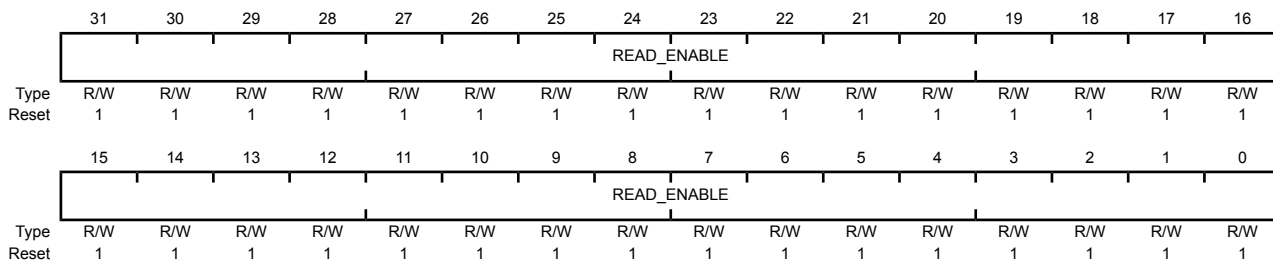 31 30 29 28 27 26 25 24 23 22 21 20 19 18 17 16
READ_ENABLE
Type R/W R/W R/W R/W R/W R/W R/W R/W R/W R/W R/W R/W R/W R/W R/W R/W
Reset 1 1 1 1 1 1 1 1 1 1 1 1 1 1 1 1
15 14 13 12 11 10 9 8 7 6 5 4 3 2 1 0
READ_ENABLE
Type R/W R/W R/W R/W R/W R/W R/W R/W R/W R/W R/W R/W R/W R/W R/W R/W
Reset 1 1 1 1 1 1 1 1 1 1 1 1 1 1 1 1